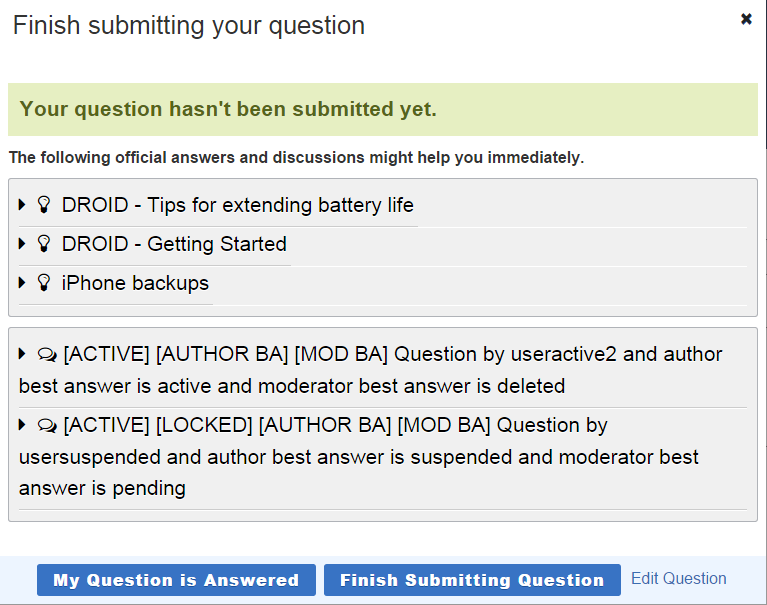 Finish submitting your question
Your question hasn't been submitted yet.
The following official answers and discussions might help you immediately.
DROID - Tips for extending battery life
DROID - Getting Started
iPhone backups
[ACTIVE] [AUTHOR BA] [MOD BA] Question by useractive2 and author
best answer is active and moderator best answer is deleted
[ACTIVE] [LOCKED] [AUTHOR BA] [MOD BA] Question by
usersuspended and author best answer is suspended and moderator best
answer is pending
My Question is Answered Finish Submitting Question Edit Question